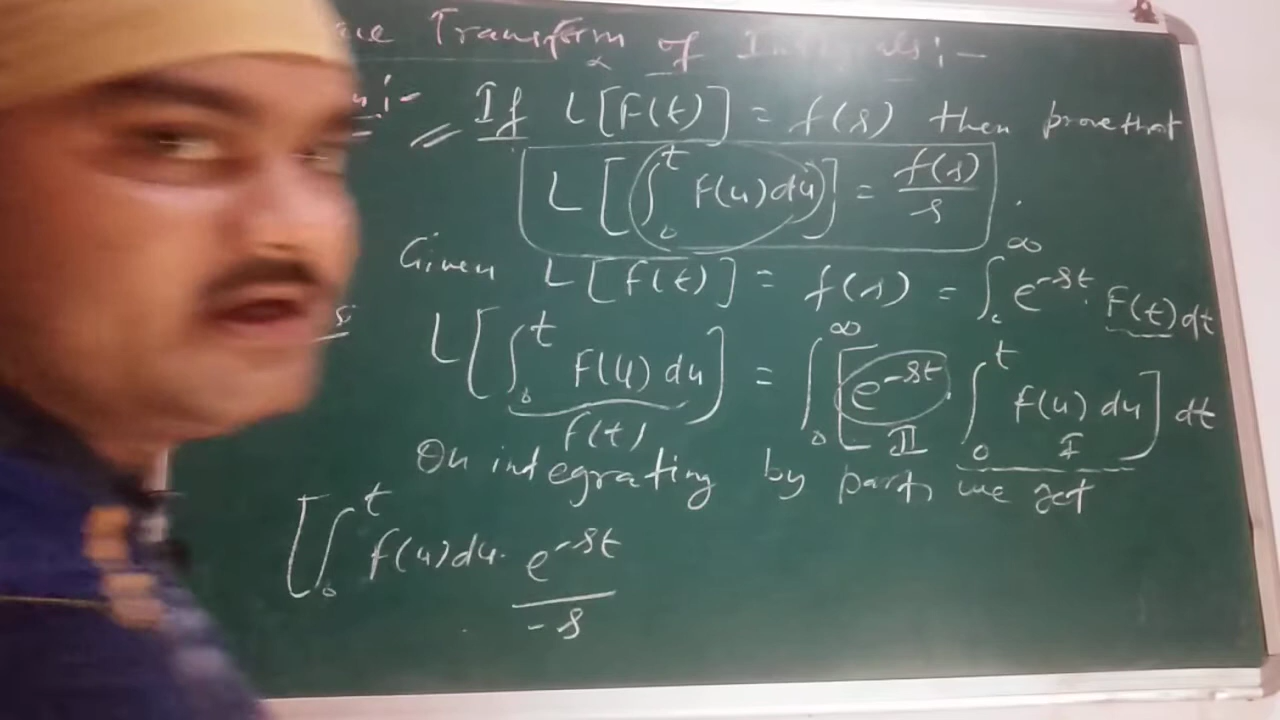 Transform of Integrals :-
:- If L[F(t)] = f(s) then prove that
L[∫₀ᵗ F(u)du] = f(s)/s .
Given L[F(t)] = f(s) = ∫₀^∞ e^{-st}. F(t)dt
L[∫₀ᵗ F(u) du] = ∫₀^∞ [e^{-st}. ∫₀ᵗ F(u) du] dt
f(t) II I
On integrating by parts we get
[∫₀ᵗ f(u)du. e^{-st}/-s